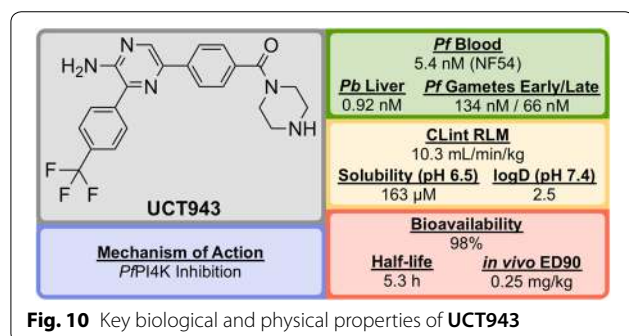 N
H₂N
N
O
N
NH
F
F
F
UCT943
Mechanism of Action
PfPI4K Inhibition
Pf Blood
5.4 nM (NF54)
Pb Liver Pf Gametes Early/Late
0.92 nM 134 nM / 66 nM
CLint RLM
10.3 mL/min/kg
Solubility (pH 6.5) logD (pH 7.4)
163 µM 2.5
Bioavailability
98%
Half-life in vivo ED90
5.3 h 0.25 mg/kg
Fig. 10 Key biological and physical properties of UCT943